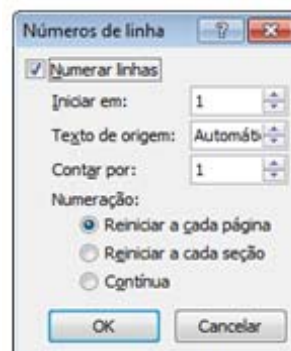 Números de linha
Numerar linhas
Iniciar em: 1
Texto de origem: Automáti
Contar por: 1
Numeração:
Reiniciar a cada página
Reiniciar a cada seção
Contínua
OK Cancelar